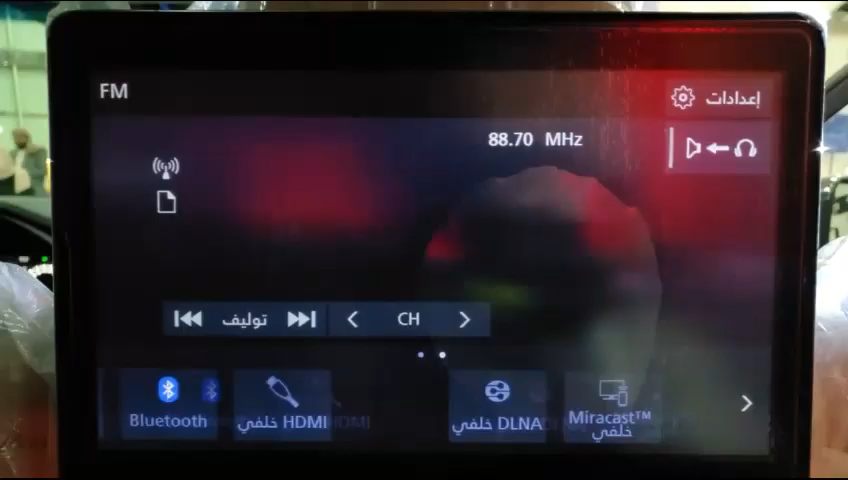 FM
إعدادات
88.70 MHz
توليف
CH
Bluetooth
HDMI خلفي
DLNA خلفي
Miracast™
خلفي